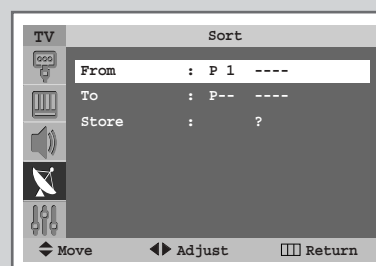 TV Sort
From : P 1 ----
To : P-- ----
Store : ?
Move Adjust Return